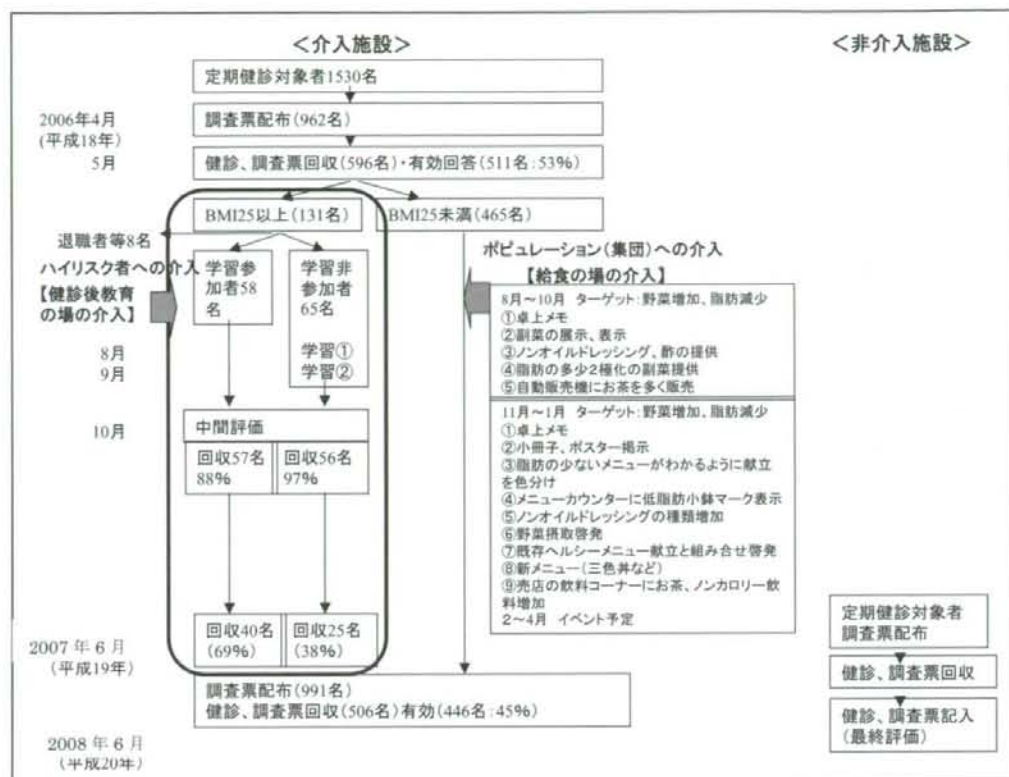 ＜介入施設＞
＜非介入施設＞
定期健診対象者1530名
2006年4月
(平成18年)
調査票配布(962名)
5月
健診、調査票回収(596名)・有効回答(511名:53%)
BMI25以上(131名)
BMI25未満(465名)
退職者等8名
ハイリスク者への介入
【健診後教育
の場の介入】
学習参
加者58
名
学習非
参加者
65名
学習①
学習②
8月
9月
ポピュレーション(集団)への介入
【給食の場の介入】
8月～10月 ターゲット:野菜増加、脂肪減少
①卓上メモ
②副菜の展示、表示
③ノンオイルドレッシング、酢の提供
④脂肪の多少2極化の副菜提供
⑤自動販売機にお茶を多く販売
11月～1月 ターゲット:野菜増加、脂肪減少
①卓上メモ
②小冊子、ポスター掲示
③脂肪の少ないメニューがわかるように献立
を色分け
④メニューカウンターに低脂肪小鉢マーク表示
⑤ノンオイルドレッシングの種類増加
⑥野菜摂取啓発
⑦既存ヘルシーメニュー献立と組み合せ啓発
⑧新メニュー(三色丼など)
⑨売店の飲料コーナーにお茶、ノンカロリー飲
料増加
2～4月 イベント予定
10月
中間評価
回収57名
88%
回収56名
97%
回収40名
(69%)
回収25名
(38%)
2007年6月
(平成19年)
調査票配布(991名)
健診、調査票回収(506名)有効(446名:45%)
2008年6月
(平成20年)
定期健診対象者
調査票配布
健診、調査票回収
健診、調査票記入
(最終評価)